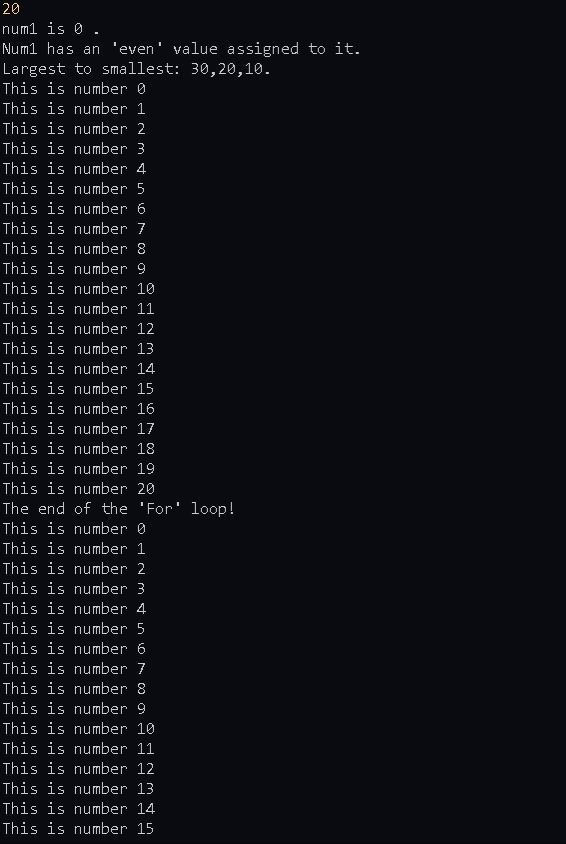 20
num1 is 0 .
Num1 has an 'even' value assigned to it.
Largest to smallest: 30,20,10.
This is number 0
This is number 1
This is number 2
This is number 3
This is number 4
This is number 5
This is number 6
This is number 7
This is number 8
This is number 9
This is number 10
This is number 11
This is number 12
This is number 13
This is number 14
This is number 15
This is number 16
This is number 17
This is number 18
This is number 19
This is number 20
The end of the 'For' loop!
This is number 0
This is number 1
This is number 2
This is number 3
This is number 4
This is number 5
This is number 6
This is number 7
This is number 8
This is number 9
This is number 10
This is number 11
This is number 12
This is number 13
This is number 14
This is number 15